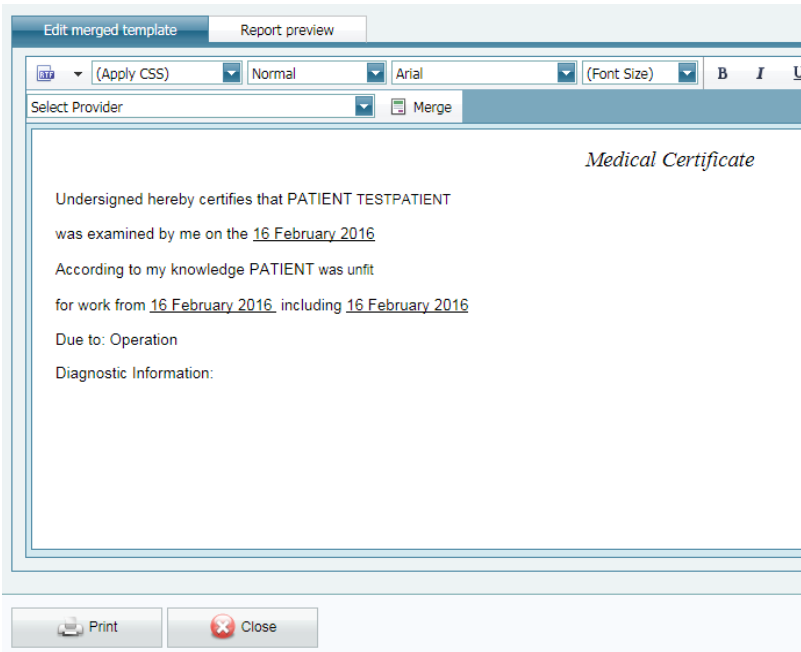 Edit merged template Report preview
RTF (Apply CSS) Normal Arial (Font Size) B I U
Select Provider Merge
Medical Certificate
Undersigned hereby certifies that PATIENT TESTPATIENT
was examined by me on the 16 February 2016
According to my knowledge PATIENT was unfit
for work from 16 February 2016 including 16 February 2016
Due to: Operation
Diagnostic Information:
Print Close